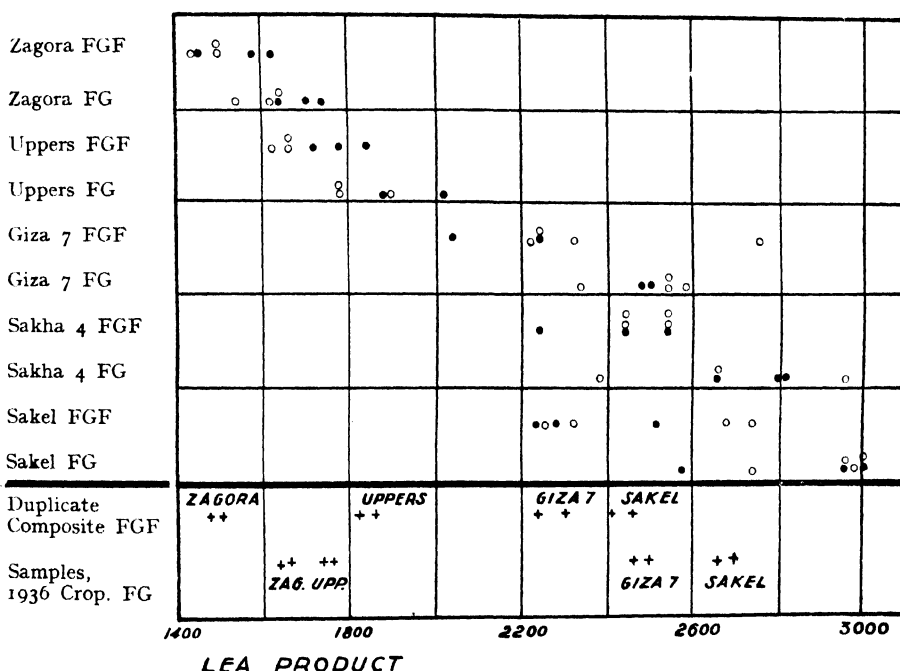 Zagora FGF
Zagora FG
Uppers FGF
Uppers FG
Giza 7 FGF
Giza 7 FG
Sakha 4 FGF
Sakha 4 FG
Sakel FGF
Sakel FG
Duplicate
Composite FGF
Samples,
1936 Crop. FG
ZAGORA UPPERS GIZA 7 SAKEL
ZAG. UPP. GIZA 7 SAKEL
1400 1800 2200 2600 3000
LEA PRODUCT